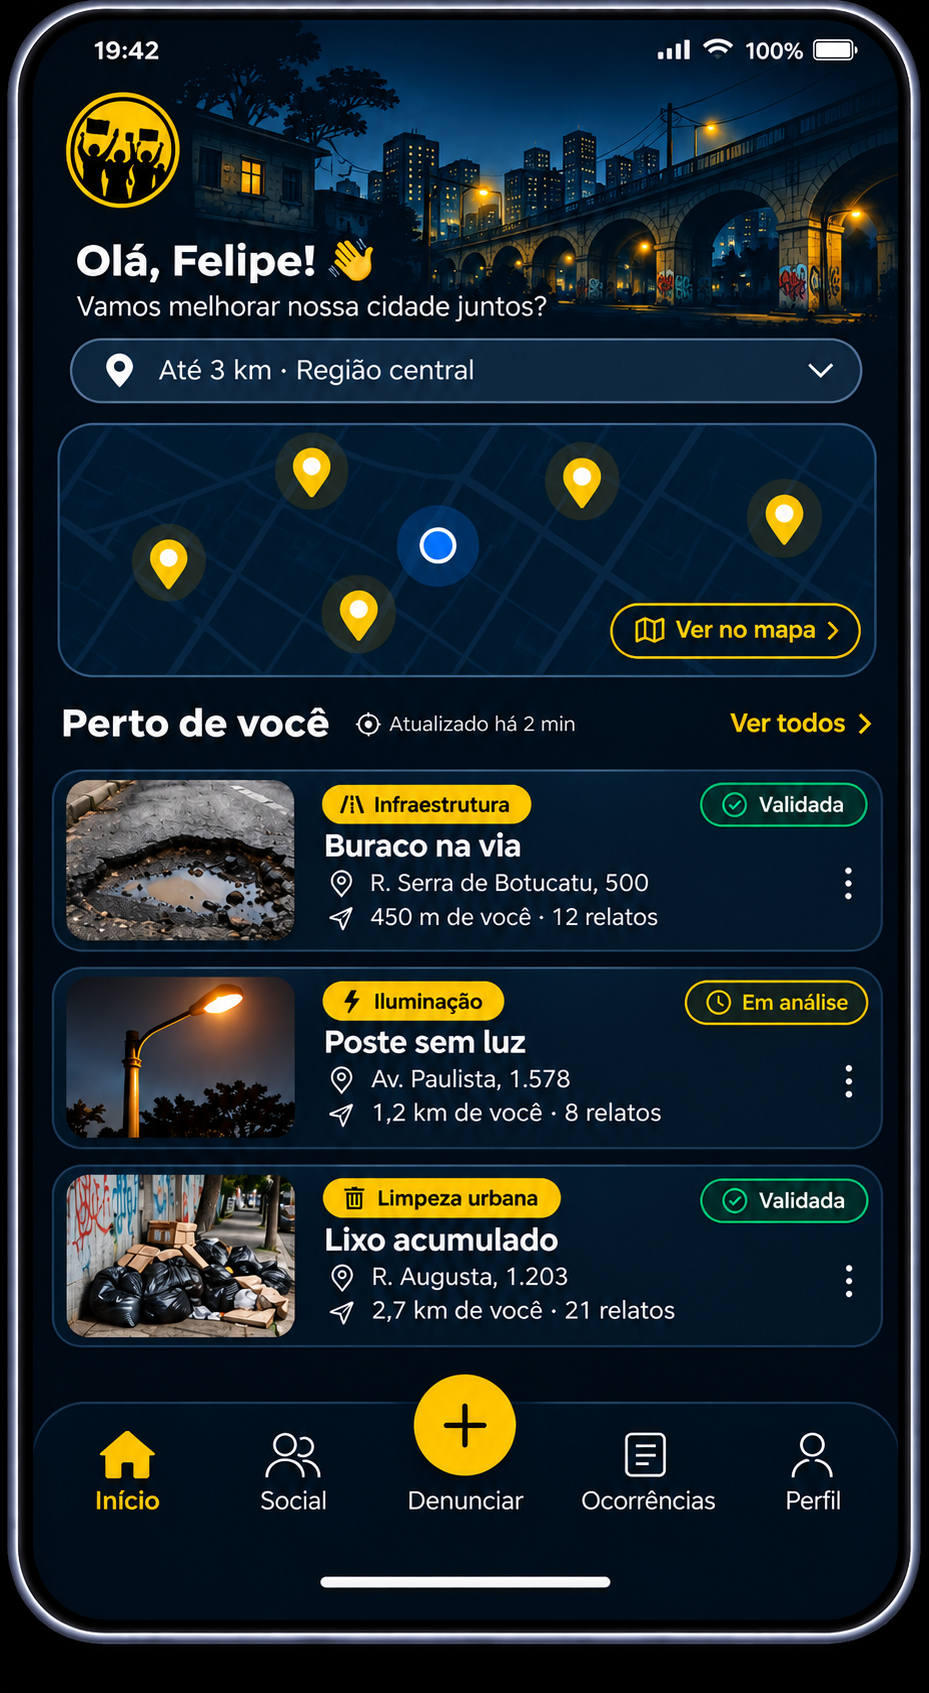 19:42
100%
Olá, Felipe! 👋
Vamos melhorar nossa cidade juntos?
Até 3 km · Região central
Ver no mapa
Perto de você
Atualizado há 2 min
Ver todos
Infraestrutura
Validada
Buraco na via
R. Serra de Botucatu, 500
450 m de você · 12 relatos
Iluminação
Em análise
Poste sem luz
Av. Paulista, 1.578
1,2 km de você · 8 relatos
Limpeza urbana
Validada
Lixo acumulado
R. Augusta, 1.203
2,7 km de você · 21 relatos
Início
Social
Denunciar
Ocorrências
Perfil